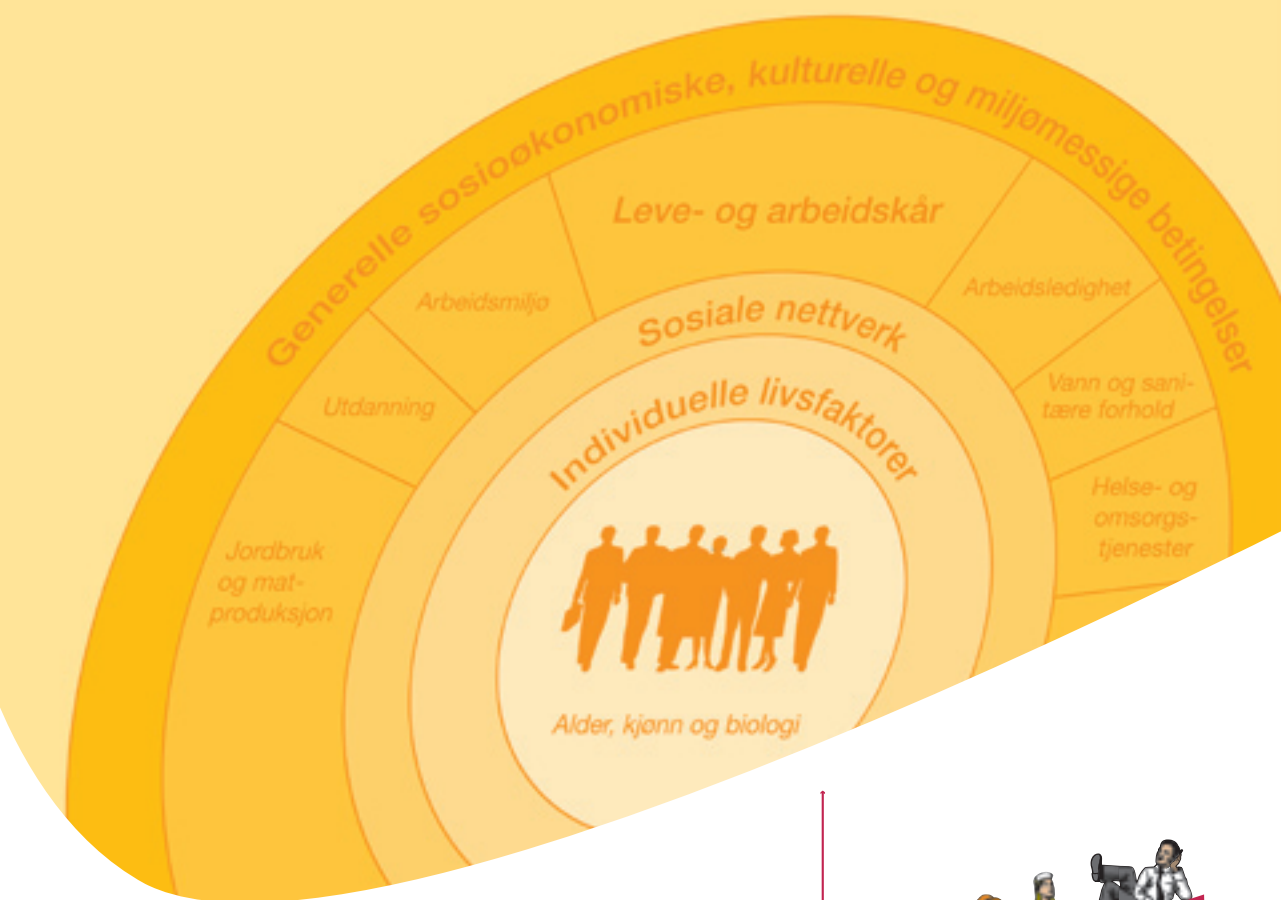 Generelle sosioøkonomiske, kulturelle og miljømessige betingelser
Leve- og arbeidskår
Arbeidsmiljø
Arbeidsledighet
Utdanning
Vann og sani-
tære forhold
Jordbruk
og mat-
produksjon
Helse- og
omsorgs-
tjenester
Sosiale nettverk
Individuelle livsfaktorer
Alder, kjønn og biologi